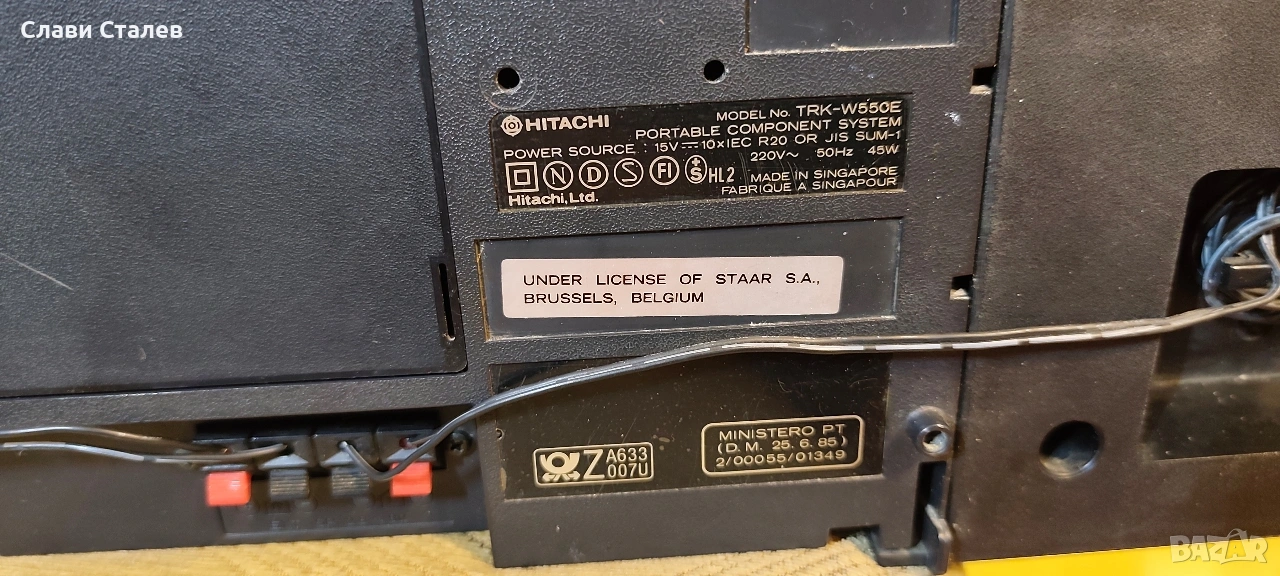 Слави Сталев
HITACHI
MODEL No. TRK-W550E
PORTABLE COMPONENT SYSTEM
POWER SOURCE : 15V⎓10×IEC R20 OR JIS SUM-1
220V~ 50Hz 45W
N D S FI +S HL2
MADE IN SINGAPORE
FABRIQUE A SINGAPOUR
Hitachi, Ltd.
UNDER LICENSE OF STAAR S.A.,
BRUSSELS, BELGIUM
Z A633
007U
MINISTERO PT
(D. M. 25. 6. 85)
2/00055/01349
BAZAR